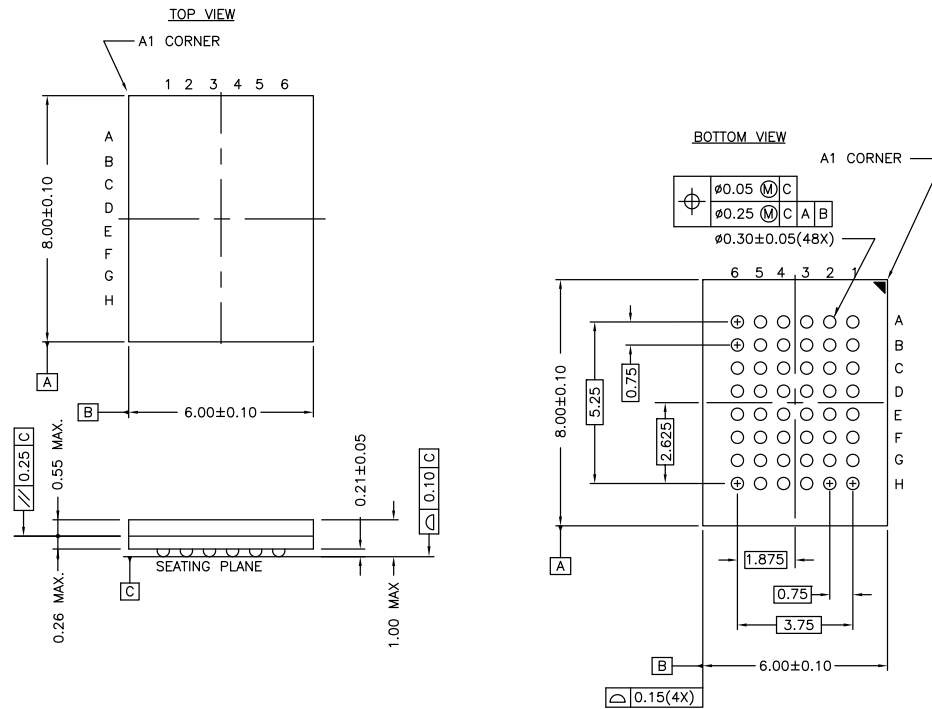 TOP VIEW
A1 CORNER
1 2 3 4 5 6
A
B
C
D
E
F
G
H
8.00±0.10
A
B
6.00±0.10
// 0.25 C
0.55 MAX.
0.26 MAX.
0.21±0.05
0.10 C
SEATING PLANE
C
1.00 MAX
BOTTOM VIEW
A1 CORNER
ø0.05 Ⓜ C
ø0.25 Ⓜ C A B
ø0.30±0.05(48X)
6 5 4 3 2 1
A
B
C
D
E
F
G
H
8.00±0.10
5.25
0.75
2.625
A
1.875
0.75
3.75
B
6.00±0.10
0.15(4X)